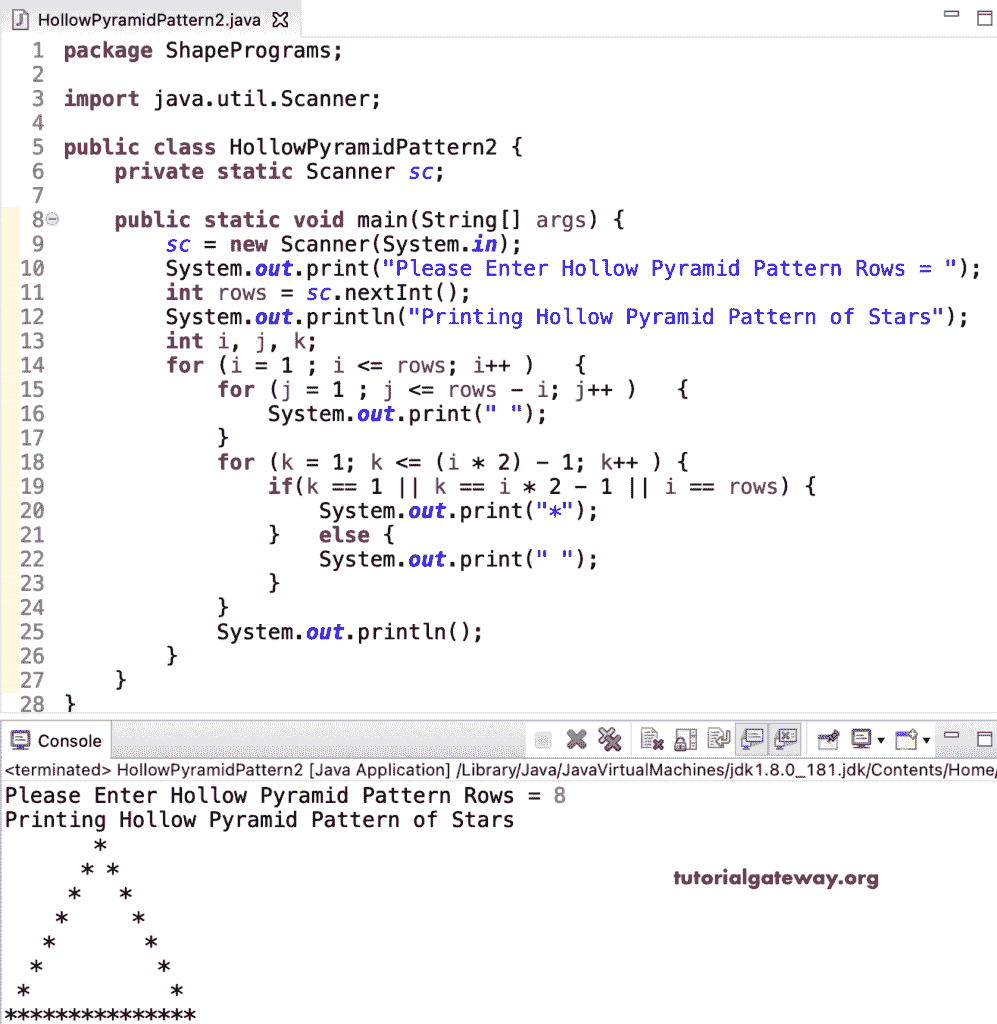 HollowPyramidPattern2.java
1 package ShapePrograms;
2
3 import java.util.Scanner;
4
5 public class HollowPyramidPattern2 {
6     private static Scanner sc;
7
8     public static void main(String[] args) {
9         sc = new Scanner(System.in);
10         System.out.print("Please Enter Hollow Pyramid Pattern Rows = ");
11         int rows = sc.nextInt();
12         System.out.println("Printing Hollow Pyramid Pattern of Stars");
13         int i, j, k;
14         for (i = 1 ; i <= rows; i++ )   {
15             for (j = 1 ; j <= rows - i; j++ )   {
16                 System.out.print(" ");
17             }
18             for (k = 1; k <= (i * 2) - 1; k++ ) {
19                 if(k == 1 || k == i * 2 - 1 || i == rows) {
20                     System.out.print("*");
21                 }   else {
22                     System.out.print(" ");
23                 }
24             }
25             System.out.println();
26         }
27     }
28 }
Console
<terminated> HollowPyramidPattern2 [Java Application] /Library/Java/JavaVirtualMachines/jdk1.8.0_181.jdk/Contents/Home/
Please Enter Hollow Pyramid Pattern Rows = 8
Printing Hollow Pyramid Pattern of Stars
       *
      * *
     *   *
    *     *
   *       *
  *         *
 *           *
***************
tutorialgateway.org